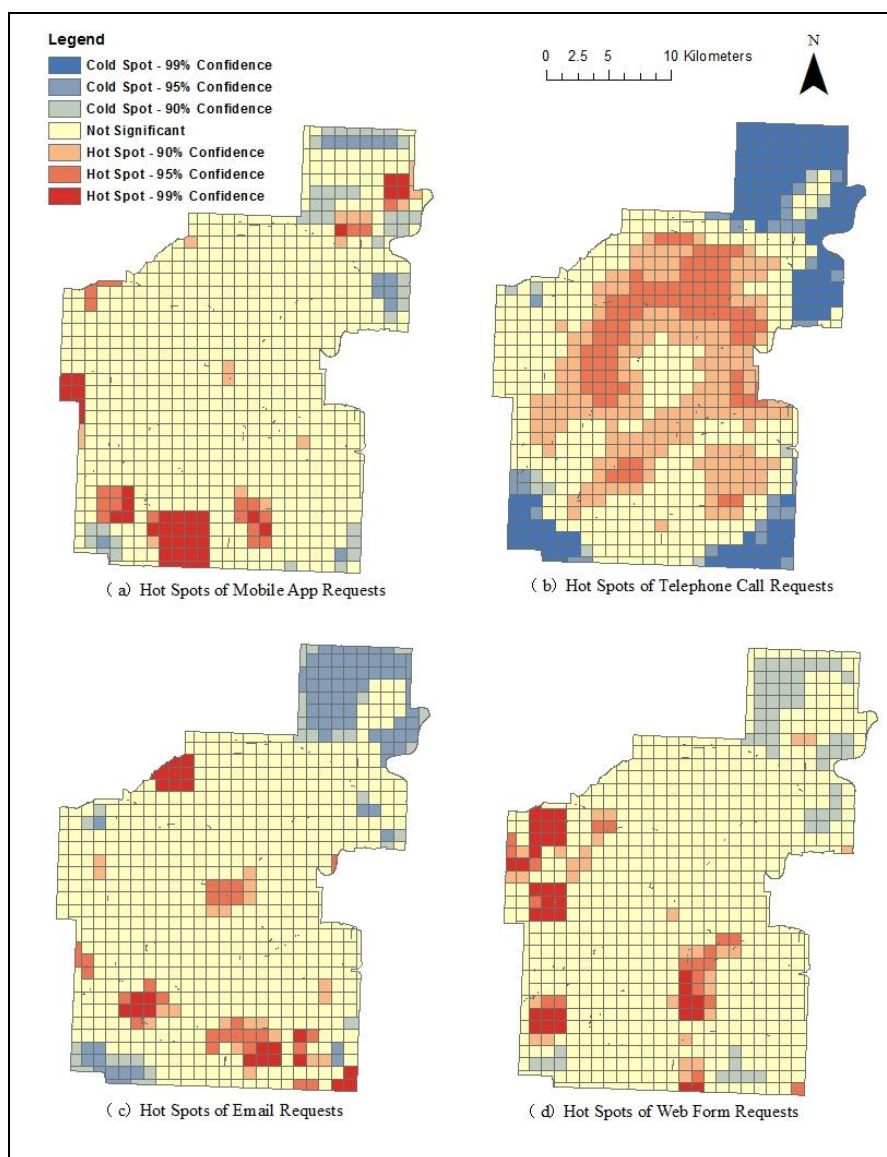 Legend
Cold Spot - 99% Confidence
Cold Spot - 95% Confidence
Cold Spot - 90% Confidence
Not Significant
Hot Spot - 90% Confidence
Hot Spot - 95% Confidence
Hot Spot - 99% Confidence
0 2.5 5 10 Kilometers
N
( a) Hot Spots of Mobile App Requests
( b) Hot Spots of Telephone Call Requests
( c) Hot Spots of Email Requests
( d) Hot Spots of Web Form Requests